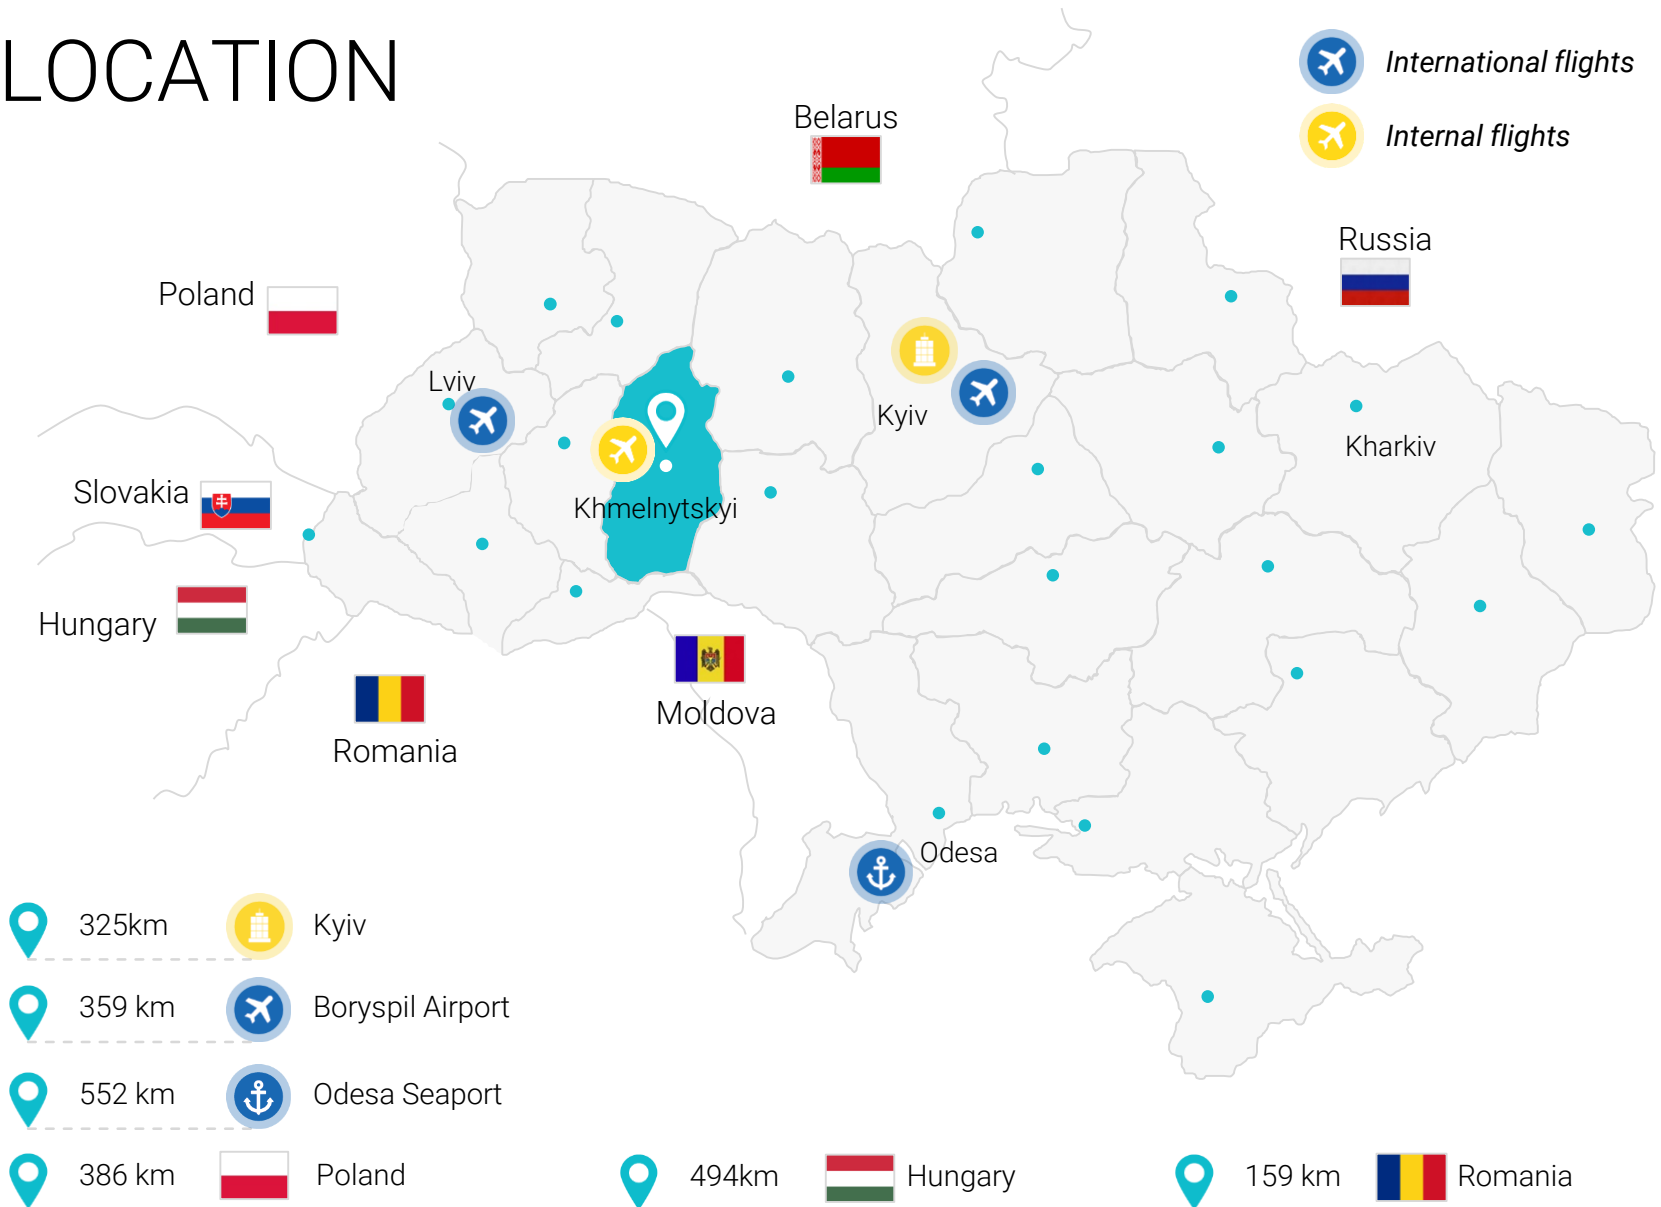 LOCATION
International flights
Internal flights
Belarus
Russia
Poland
Lviv
Kyiv
Kharkiv
Slovakia
Khmelnytskyi
Hungary
Moldova
Romania
Odesa
325km Kyiv
359 km Boryspil Airport
552 km Odesa Seaport
386 km Poland
494km Hungary
159 km Romania